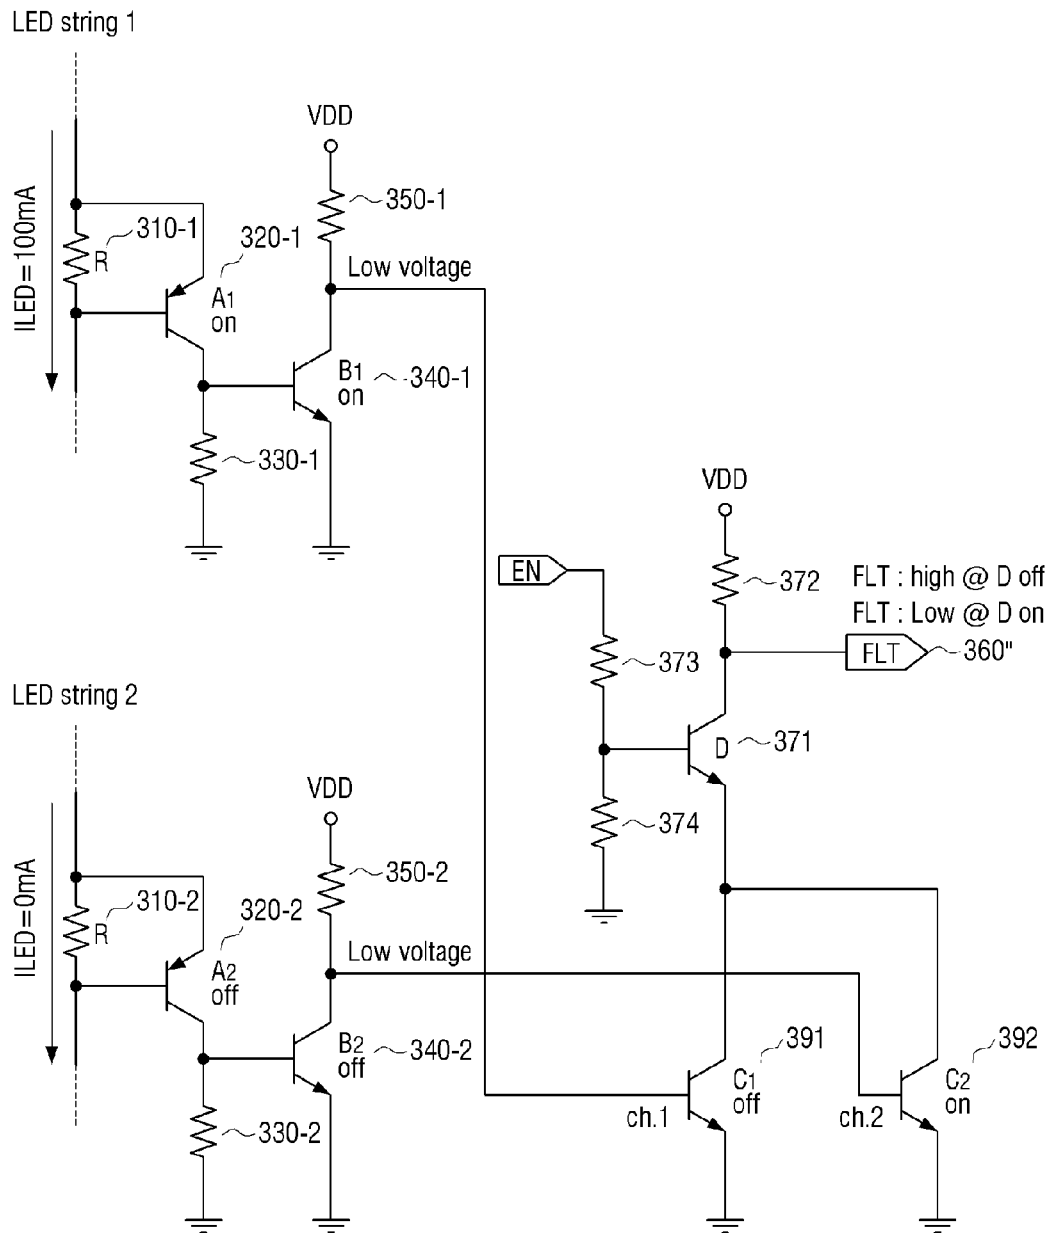 LED string 1
VDD
350-1
ILED=100mA
310-1
R
320-1
Low voltage
A1
on
B1
on
340-1
330-1
VDD
EN
372
FLT : high @ D off
FLT : Low @ D on
373
FLT
360"
LED string 2
D
371
VDD
374
350-2
ILED=0mA
310-2
R
320-2
Low voltage
A2
off
B2
off
340-2
391
392
C1
off
C2
on
ch.1
ch.2
330-2